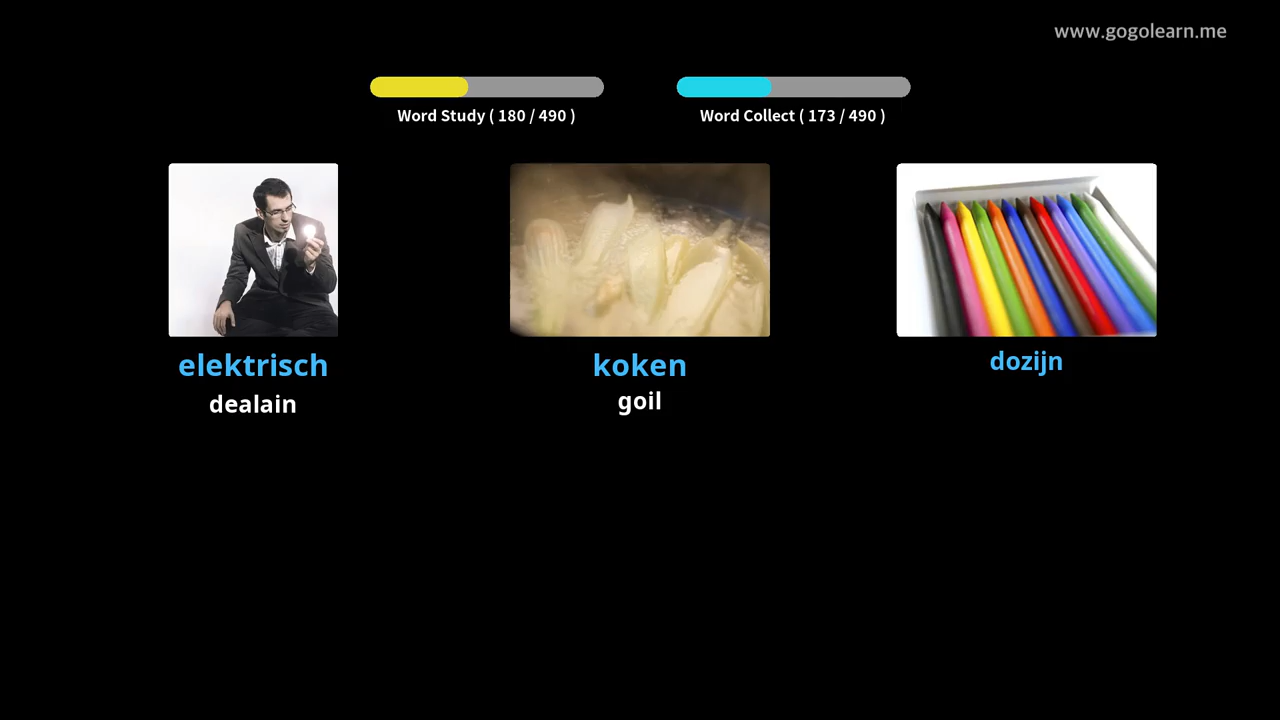 www.gogolearn.me
Word Study ( 180 / 490 )
Word Collect ( 173 / 490 )
elektrisch
dealain
koken
goil
dozijn